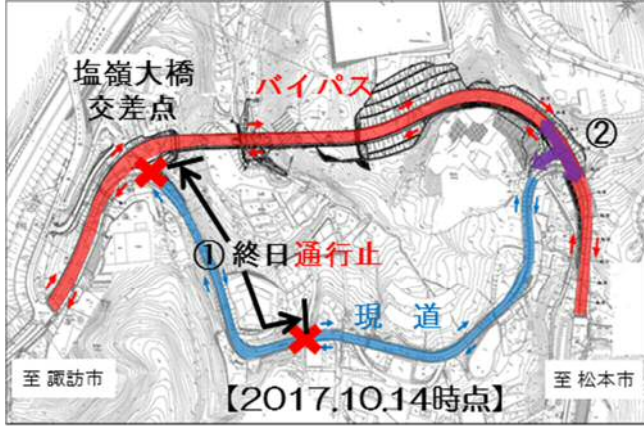 塩嶺大橋
交差点
バイパス
②
①終日通行止
現道
至 諏訪市
至 松本市
【2017.10.14時点】